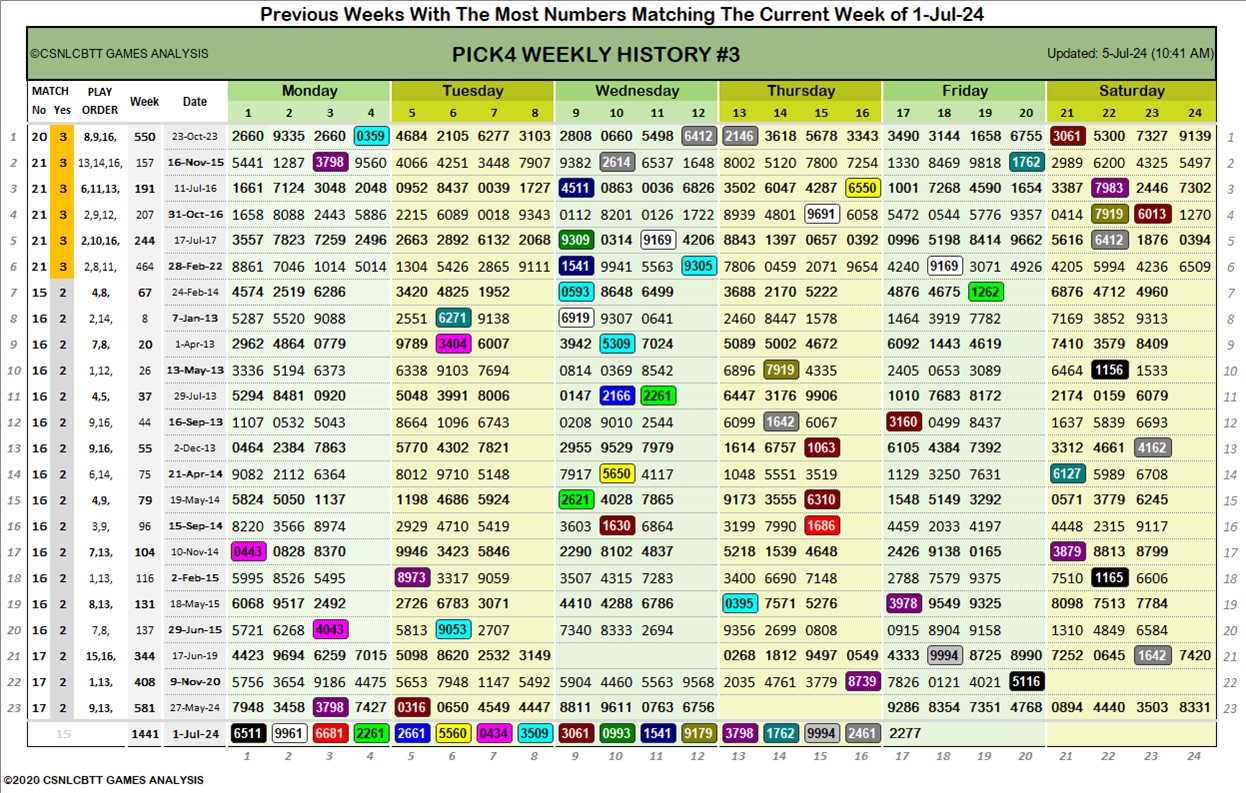 Previous Weeks With The Most Numbers Matching The Current Week of 1-Jul-24
©CSNLCBTT GAMES ANALYSIS PICK4 WEEKLY HISTORY #3 Updated: 5-Jul-24 (10:41 AM)
MATCH PLAY Week Date Monday Tuesday Wednesday Thursday Friday Saturday
No Yes ORDER 1 2 3 4 5 6 7 8 9 10 11 12 13 14 15 16 17 18 19 20 21 22 23 24
1 20 3 8,9,16, 550 23-Oct-23 2660 9335 2660 0359 4684 2105 6277 3103 2808 0660 5498 6412 2146 3618 5678 3343 3490 3144 1658 6755 3061 5300 7327 9139 1
2 21 3 13,14,16, 157 16-Nov-15 5441 1287 3798 9560 4066 4251 3448 7907 9382 2614 6537 1648 8002 5120 7800 7254 1330 8469 9818 1762 2989 6200 4325 5497 2
3 21 3 6,11,13, 191 11-Jul-16 1661 7124 3048 2048 0952 8437 0039 1727 4511 0863 0036 6826 3502 6047 4287 6550 1001 7268 4590 1654 3387 7983 2446 7302 3
4 21 3 2,9,12, 207 31-Oct-16 1658 8088 2443 5886 2215 6089 0018 9343 0112 8201 0126 1722 8939 4801 9691 6058 5472 0544 5776 9357 0414 7919 6013 1270 4
5 21 3 2,10,16, 244 17-Jul-17 3557 7823 7259 2496 2663 2892 6132 2068 9309 0314 9169 4206 8843 1397 0657 0392 0996 5198 8414 9662 5616 6412 1876 0394 5
6 21 3 2,8,11, 464 28-Feb-22 8861 7046 1014 5014 1304 5426 2865 9111 1541 9941 5563 9305 7806 0459 2071 9654 4240 9169 3071 4926 4205 5994 4236 6509 6
7 15 2 4,8, 67 24-Feb-14 4574 2519 6286 3420 4825 1952 0593 8648 6499 3688 2170 5222 4876 4675 1262 6876 4712 4960 7
8 16 2 2,14, 8 7-Jan-13 5287 5520 9088 2551 6271 9138 6919 9307 0641 2460 8447 1578 1464 3919 7782 7169 3852 9313 8
9 16 2 7,8, 20 1-Apr-13 2962 4864 0779 9789 3404 6007 3942 5309 7024 5089 5002 4672 6092 1443 4619 7410 3579 8409 9
10 16 2 1,12, 26 13-May-13 3336 5194 6373 6338 9103 7694 0814 0369 8542 6896 7919 4335 2405 0653 3089 6464 1156 1533 10
11 16 2 4,5, 37 29-Jul-13 5294 8481 0920 5048 3991 8006 0147 2166 2261 6447 3176 9906 1010 7683 8172 2174 0159 6079 11
12 16 2 9,16, 44 16-Sep-13 1107 0532 5043 8664 1096 6743 0208 9010 2544 6099 1642 6067 3160 0499 8437 1637 5839 6693 12
13 16 2 9,16, 55 2-Dec-13 0464 2384 7863 5770 4302 7821 2955 9529 7979 1614 6757 1063 6105 4384 7392 3312 4661 4162 13
14 16 2 6,14, 75 21-Apr-14 9082 2112 6364 8012 9710 5148 7917 5650 4117 1048 5551 3519 1129 3250 7631 6127 5989 6708 14
15 16 2 4,9, 79 19-May-14 5824 5050 1137 1198 4686 5924 2621 4028 7865 9173 3555 6310 1548 5149 3292 0571 3779 6245 15
16 16 2 3,9, 96 15-Sep-14 8220 3566 8974 2929 4710 5419 3603 1630 6864 3199 7990 1686 4459 2033 4197 4448 2315 9117 16
17 16 2 7,13, 104 10-Nov-14 0443 0828 8370 9946 3423 5846 2290 8102 4837 5218 1539 4648 2426 9138 0165 3879 8813 8799 17
18 16 2 1,13, 116 2-Feb-15 5995 8526 5495 8973 3317 9059 3507 4315 7283 3400 6690 7148 2788 7579 9375 7510 1165 6606 18
19 16 2 8,13, 131 18-May-15 6068 9517 2492 2726 6783 3071 4410 4288 6786 0395 7571 5276 3978 9549 9325 8098 7513 7784 19
20 16 2 7,8, 137 29-Jun-15 5721 6268 4043 5813 9053 2707 7340 8333 2694 9356 2699 0808 0915 8904 9158 1310 4849 6584 20
21 17 2 15,16, 344 17-Jun-19 4423 9694 6259 7015 5098 8620 2532 3149 0268 1812 9497 0549 4333 9994 8725 8990 7252 0645 1642 7420 21
22 17 2 1,13, 408 9-Nov-20 5756 3654 9186 4475 5653 7948 1147 5492 5904 4460 5563 9568 2035 4761 3779 8739 7826 0121 4021 5116 22
23 17 2 9,13, 581 27-May-24 7948 3458 3798 7427 0316 0650 4549 4447 8811 9611 0763 6756 9286 8354 7351 4768 0894 4440 3503 8331 23
15 1441 1-Jul-24 6511 9961 6681 2261 2661 5560 0434 3509 3061 0993 1541 9179 3798 1762 9994 2461 2277
1 2 3 4 5 6 7 8 9 10 11 12 13 14 15 16 17 18 19 20 21 22 23 24
©2020 CSNLCBTT GAMES ANALYSIS